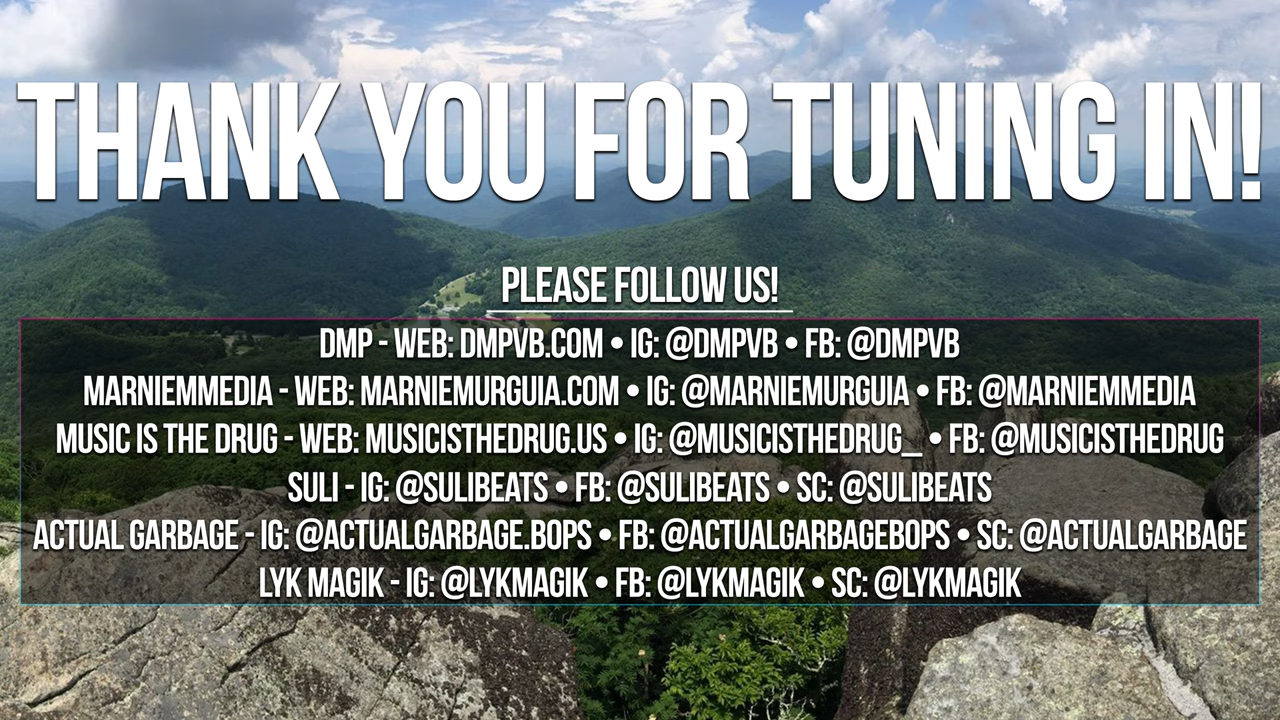 THANK YOU FOR TUNING IN!
PLEASE FOLLOW US!
DMP - WEB: DMPVB.COM • IG: @DMPVB • FB: @DMPVB
MARNIEMMEDIA - WEB: MARNIEMURGUIA.COM • IG: @MARNIEMURGUIA • FB: @MARNIEMMEDIA
MUSIC IS THE DRUG - WEB: MUSICISTHEDRUG.US • IG: @MUSICISTHEDRUG_ • FB: @MUSICISTHEDRUG
SULI - IG: @SULIBEATS • FB: @SULIBEATS • SC: @SULIBEATS
ACTUAL GARBAGE - IG: @ACTUALGARBAGE.BOPS • FB: @ACTUALGARBAGEBOPS • SC: @ACTUALGARBAGE
LYK MAGIK - IG: @LYKMAGIK • FB: @LYKMAGIK • SC: @LYKMAGIK